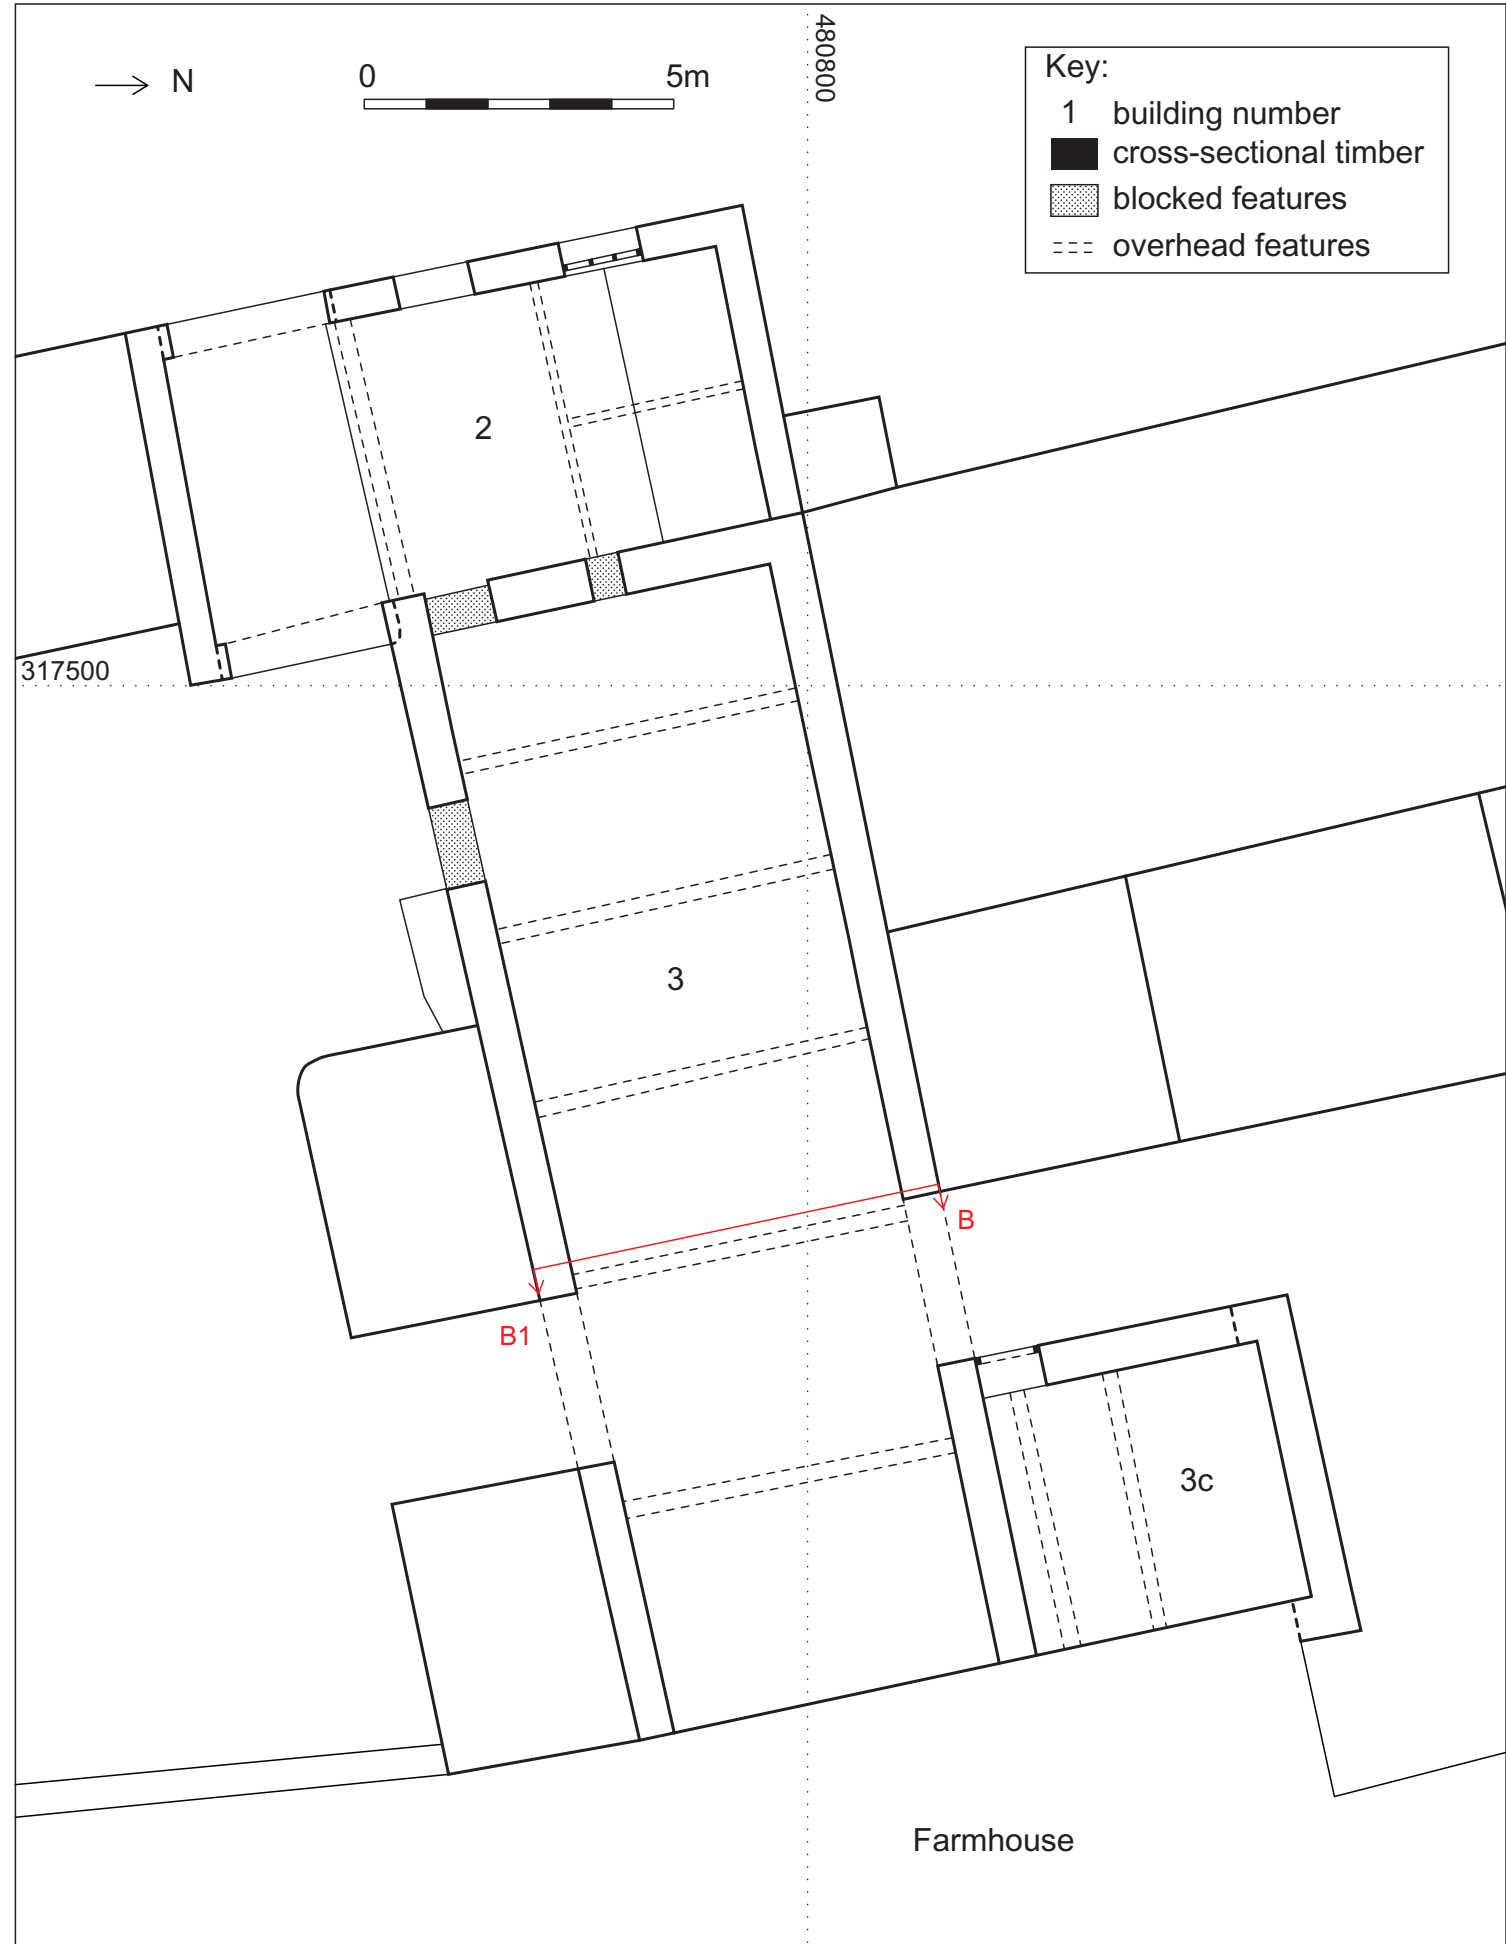 N
0 5m
480800
Key:
1 building number
cross-sectional timber
blocked features
overhead features
2
317500
3
B
B1
3c
Farmhouse